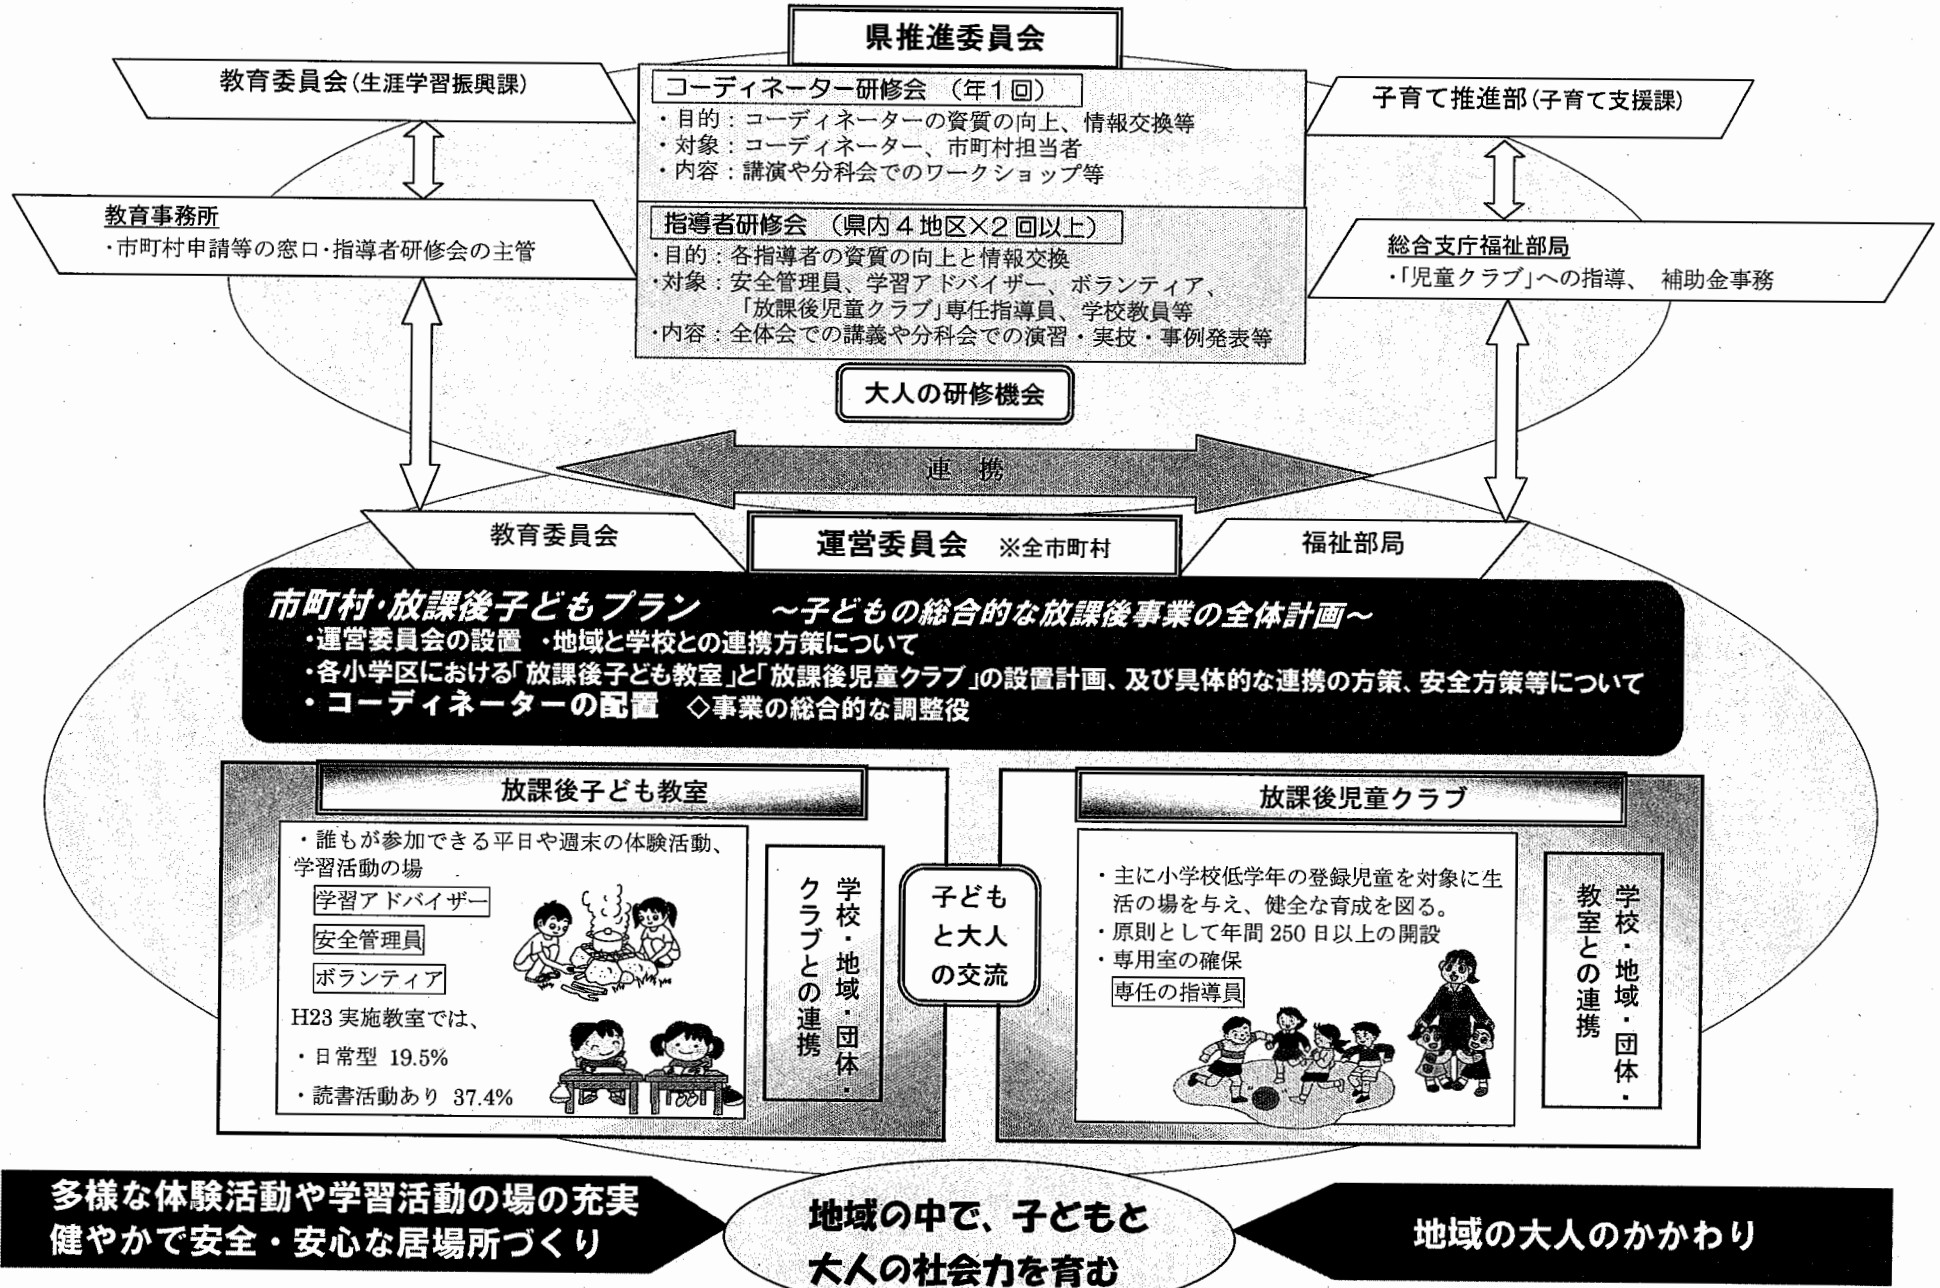 県推進委員会
教育委員会(生涯学習振興課)
コーディネーター研修会 (年1回)
・目的:コーディネーターの資質の向上、情報交換等
・対象:コーディネーター、市町村担当者
・内容:講演や分科会でのワークショップ等
子育て推進部(子育て支援課)
教育事務所
・市町村申請等の窓口・指導者研修会の主管
指導者研修会 (県内4地区×2回以上)
・目的:各指導者の資質の向上と情報交換
・対象:安全管理員、学習アドバイザー、ボランティア、
「放課後児童クラブ」専任指導員、学校教員等
・内容:全体会での講義や分科会での演習・実技・事例発表等
総合支庁福祉部局
・「児童クラブ」への指導、 補助金事務
大人の研修機会
連 携
教育委員会
運営委員会 ※全市町村
福祉部局
市町村・放課後子どもプラン ~子どもの総合的な放課後事業の全体計画~
・運営委員会の設置 ・地域と学校との連携方策について
・各小学区における「放課後子ども教室」と「放課後児童クラブ」の設置計画、及び具体的な連携の方策、安全方策等について
・コーディネーターの配置 ◇事業の総合的な調整役
放課後子ども教室
・誰もが参加できる平日や週末の体験活動、
学習活動の場
学習アドバイザー
安全管理員
ボランティア
H23 実施教室では、
・日常型 19.5%
・読書活動あり 37.4%
学校・地域・団体・
クラブとの連携
子ども
と大人
の交流
放課後児童クラブ
・主に小学校低学年の登録児童を対象に生
活の場を与え、健全な育成を図る。
・原則として年間 250 日以上の開設
・専用室の確保
専任の指導員
学校・地域・団体・
教室との連携
多様な体験活動や学習活動の場の充実
健やかで安全・安心な居場所づくり
地域の中で、子どもと
大人の社会力を育む
地域の大人のかかわり